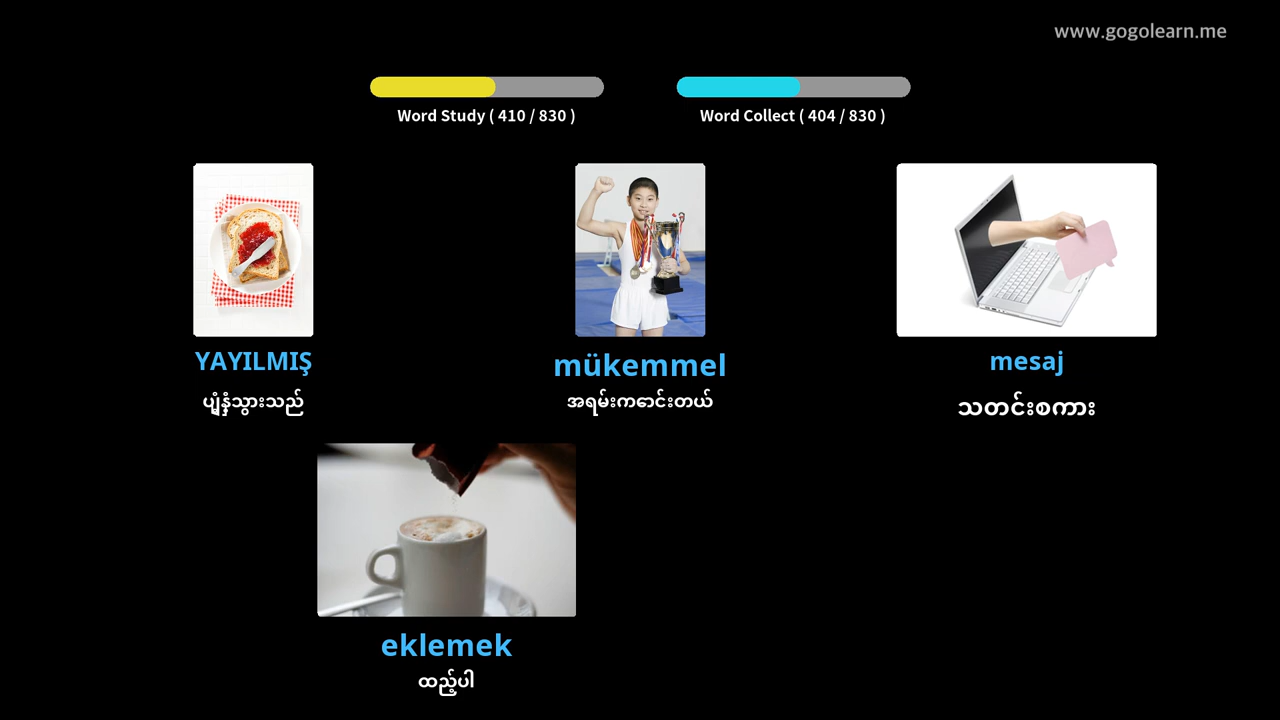 www.gogolearn.me
Word Study ( 410 / 830 )
Word Collect ( 404 / 830 )
YAYILMIŞ
ပျံ့နှံ့သွားသည်
mükemmel
အရမ်းကောင်းတယ်
mesaj
သတင်းစကား
eklemek
ထည့်ပါ